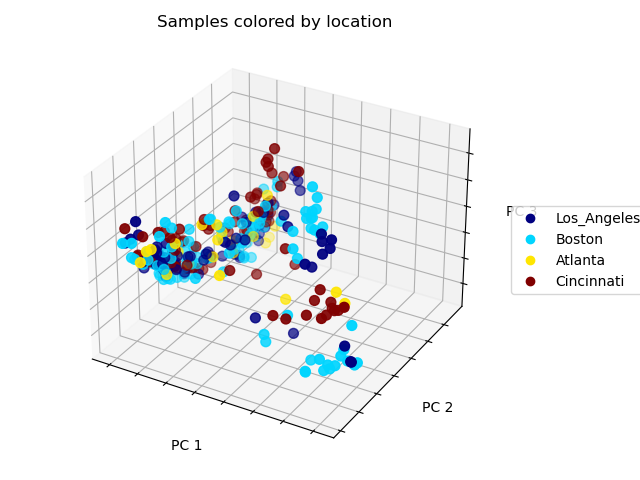 Samples colored by location
PC 3
Los_Angeles
Boston
Atlanta
Cincinnati
PC 2
PC 1